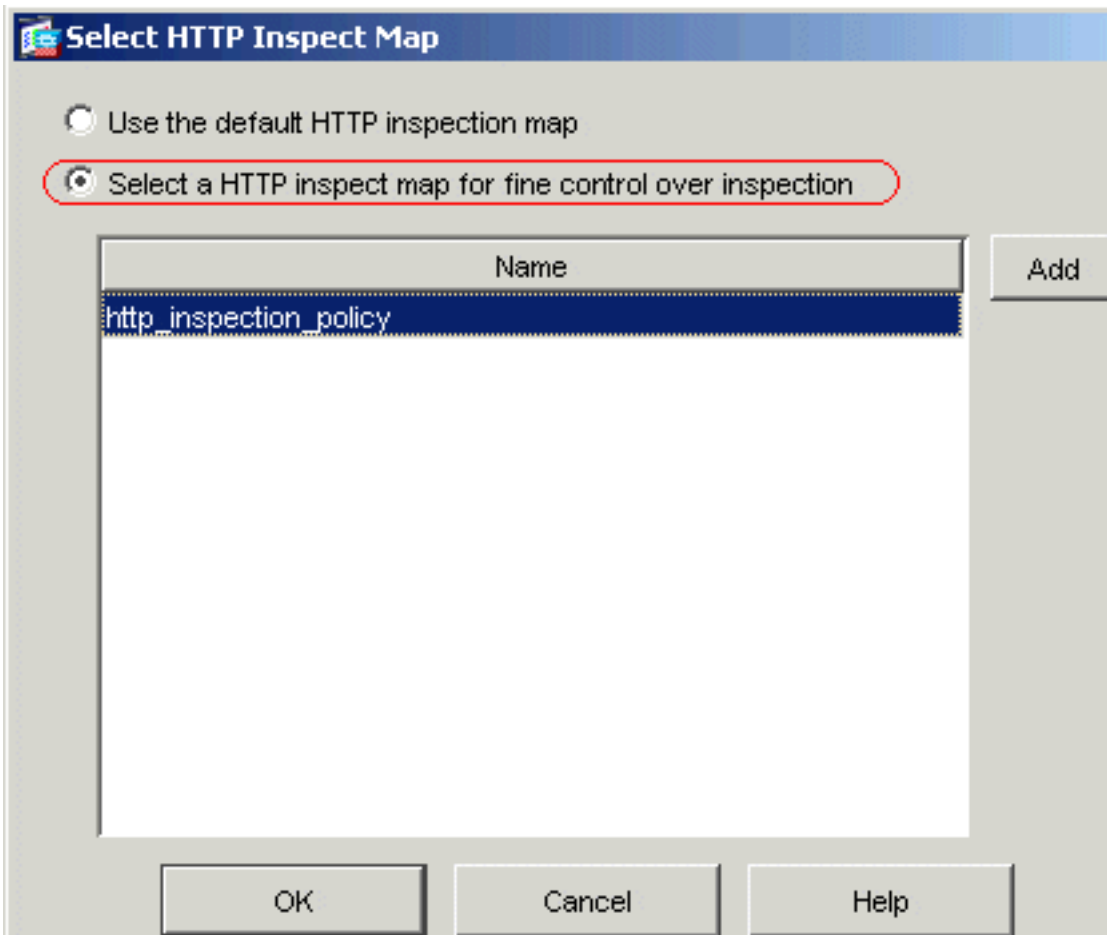 Select HTTP Inspect Map
Use the default HTTP inspection map
Select a HTTP inspect map for fine control over inspection
Name
Add
http_inspection_policy
OK
Cancel
Help